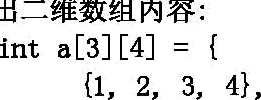 出二维数组内容:
int a[3][4] = {
{1, 2, 3, 4},